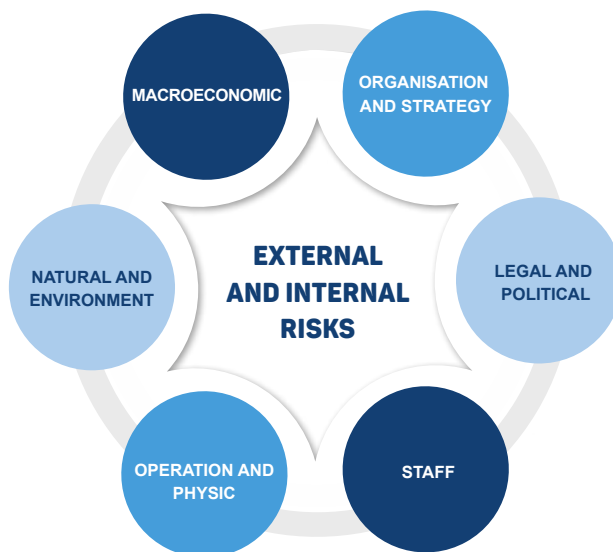 MACROECONOMIC
ORGANISATION
AND STRATEGY
NATURAL AND
ENVIRONMENT
EXTERNAL
AND INTERNAL
RISKS
LEGAL AND
POLITICAL
OPERATION AND
PHYSIC
STAFF